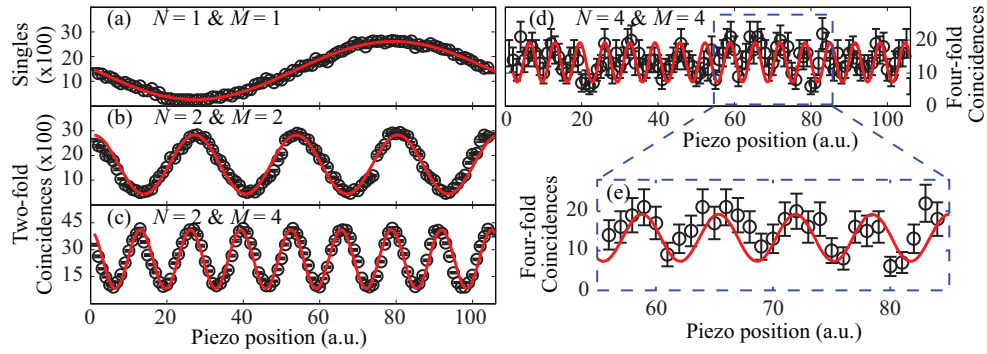 (a) N = 1 & M = 1
30
20
10
Singles
(x100)
(b) N = 2 & M = 2
30
20
10
(c) N = 2 & M = 4
45
30
15
Two-fold
Coincidences (x100)
0 20 40 60 80 100
Piezo position (a.u.)
(d) N = 4 & M = 4
20
10
0
Four-fold
Coincidences
0 20 40 60 80 100
Piezo position (a.u.)
(e)
20
10
0
Four-fold
Coincidences
60 70 80
Piezo position (a.u.)